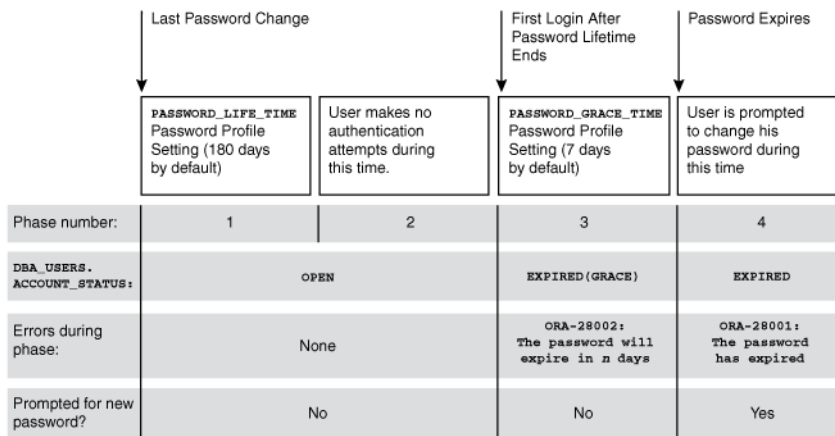 Last Password Change
First Login After
Password Lifetime
Ends
Password Expires
PASSWORD_LIFE_TIME
Password Profile
Setting (180 days
by default)
User makes no
authentication
attempts during
this time.
PASSWORD_GRACE_TIME
Password Profile
Setting (7 days
by default)
User is prompted
to change his
password during
this time
Phase number:
1
2
3
4
DBA_USERS.
ACCOUNT_STATUS:
OPEN
EXPIRED(GRACE)
EXPIRED
Errors during
phase:
None
ORA-28002:
The password will
expire in n days
ORA-28001:
The password
has expired
Prompted for new
password?
No
No
Yes